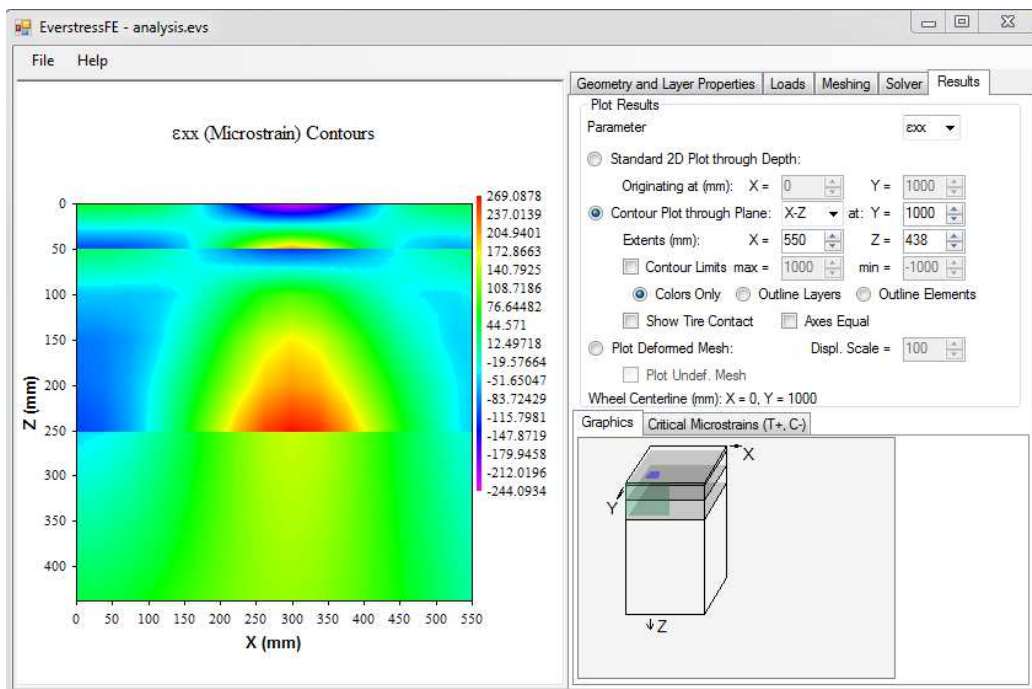 EverstressFE - analysis.evs
File Help
Geometry and Layer Properties Loads Meshing Solver Results
Plot Results
Parameter εxx
Standard 2D Plot through Depth:
Originating at (mm): X = 0 Y = 1000
Contour Plot through Plane: X-Z at: Y = 1000
Extents (mm): X = 550 Z = 438
Contour Limits max = 1000 min = -1000
Colors Only Outline Layers Outline Elements
Show Tire Contact Axes Equal
Plot Deformed Mesh: Displ. Scale = 100
Plot Undef. Mesh
Wheel Centerline (mm): X = 0, Y = 1000
Graphics Critical Microstrains (T+, C-)
X
Y
Z
εxx (Microstrain) Contours
0
50
100
150
200
250
300
350
400
Z (mm)
0 50 100 150 200 250 300 350 400 450 500 550
X (mm)
269.0878
237.0139
204.9401
172.8663
140.7925
108.7186
76.64482
44.571
12.49718
-19.57664
-51.65047
-83.72429
-115.7981
-147.8719
-179.9458
-212.0196
-244.0934